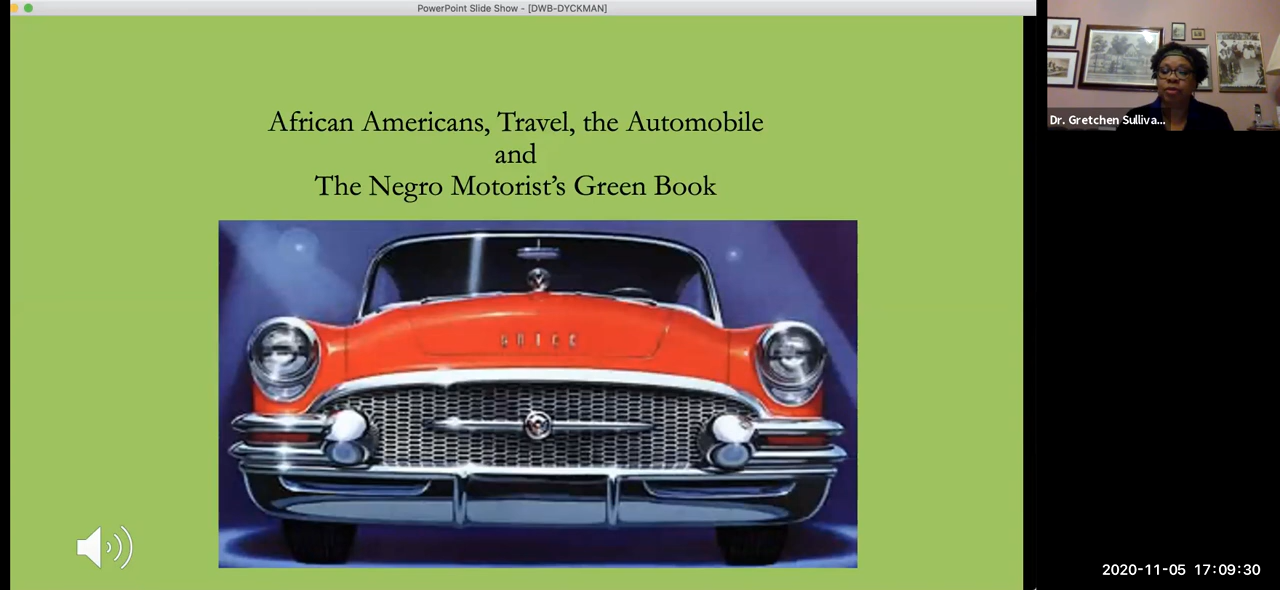 PowerPoint Slide Show - [DWB-DYCKMAN]
African Americans, Travel, the Automobile
and
The Negro Motorist’s Green Book
BUICK
Dr. Gretchen Sulliva...
2020-11-05 17:09:30